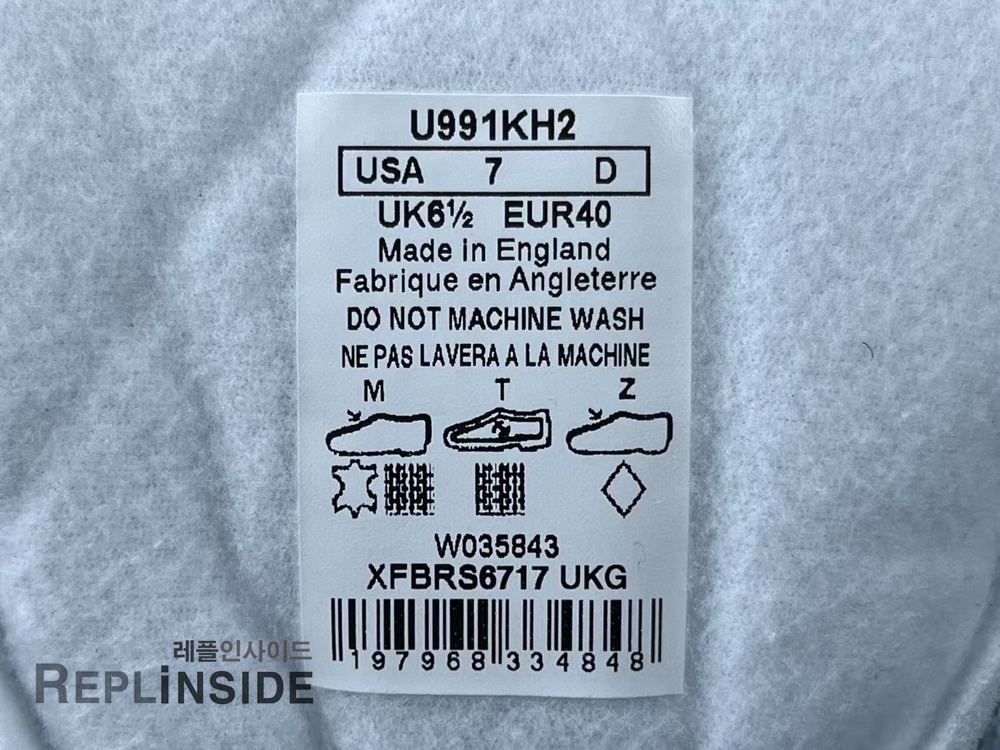 U991KH2
USA 7 D
UK6½ EUR40
Made in England
Fabrique en Angleterre
DO NOT MACHINE WASH
NE PAS LAVERA A LA MACHINE
M T Z
W035843
XFBRS6717 UKG
197968 334848
레플인사이드
REPLINSIDE